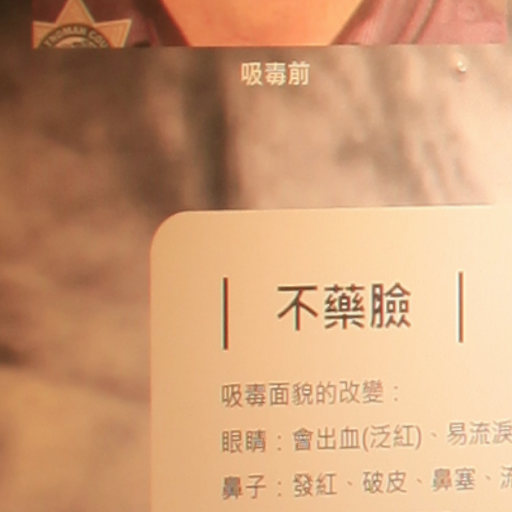 吸毒前
不藥臉
吸毒面貌的改變：
眼睛：會出血(泛紅)、易流淚
鼻子：發紅、破皮、鼻塞、流